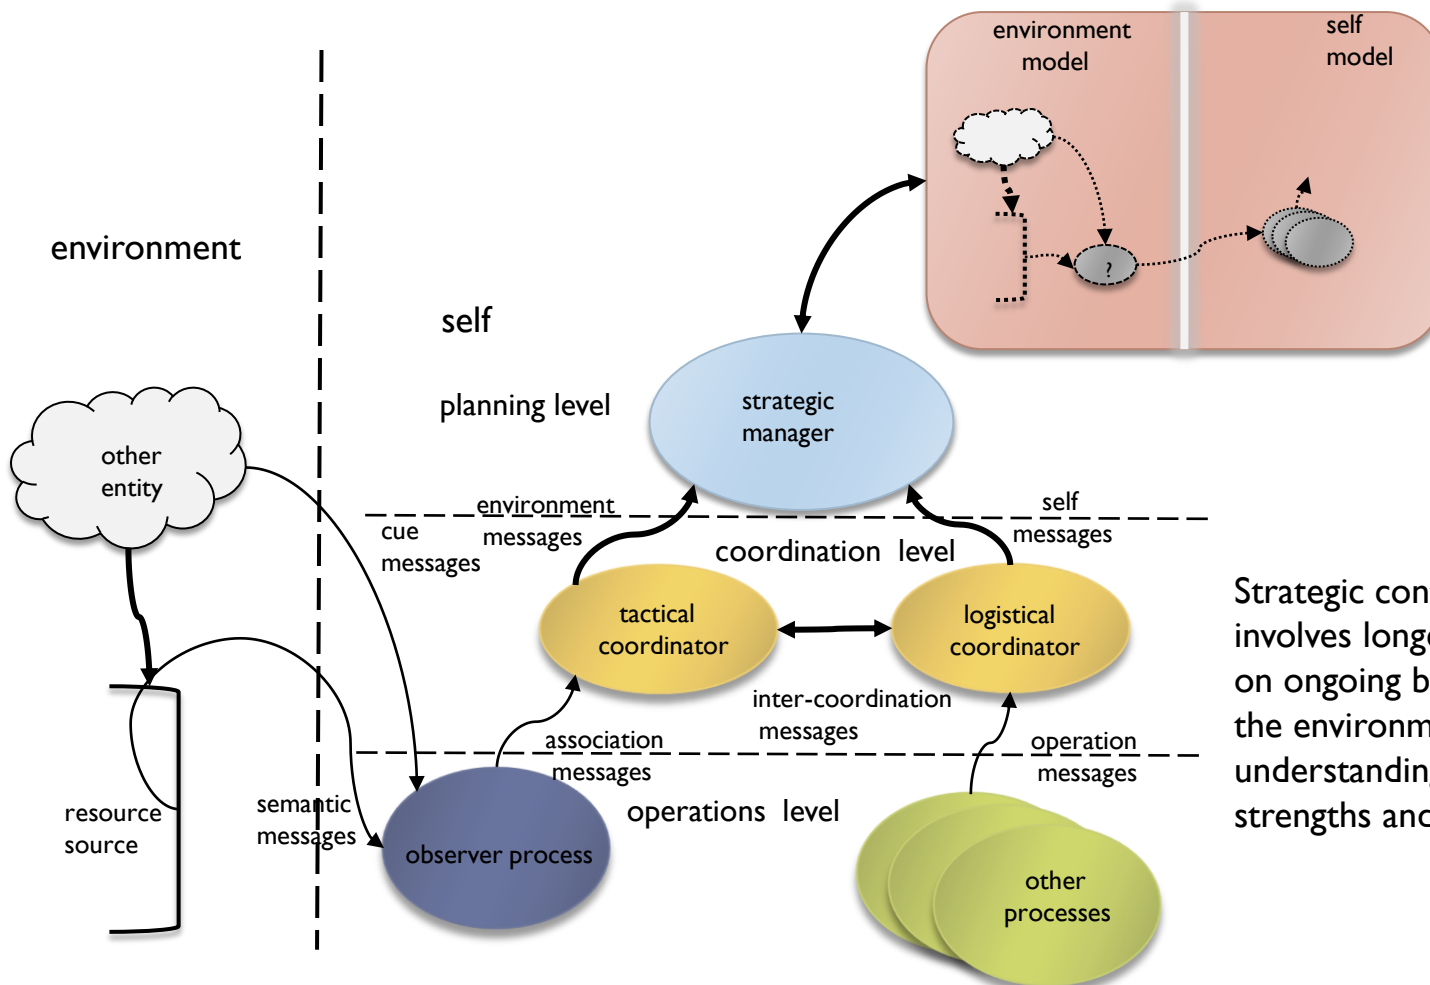 environment
model
self
model
?
environment
self
planning level
strategic
manager
other
entity
environment
messages
cue
messages
self
messages
coordination level
tactical
coordinator
logistical
coordinator
inter-coordination
messages
association
messages
operation
messages
semantic
messages
operations level
resource
source
observer process
other
processes
Strategic con
involves longe
on ongoing b
the environm
understanding
strengths and